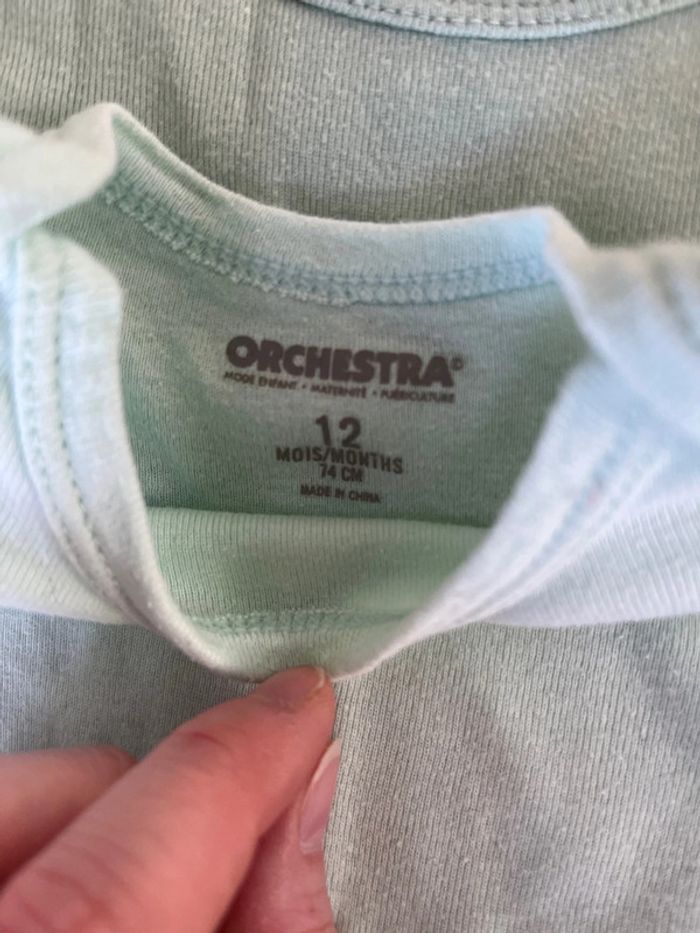 ORCHESTRA©
MODE ENFANT • MATERNITÉ • PUÉRICULTURE
12
MOIS/MONTHS
74 CM
MADE IN CHINA